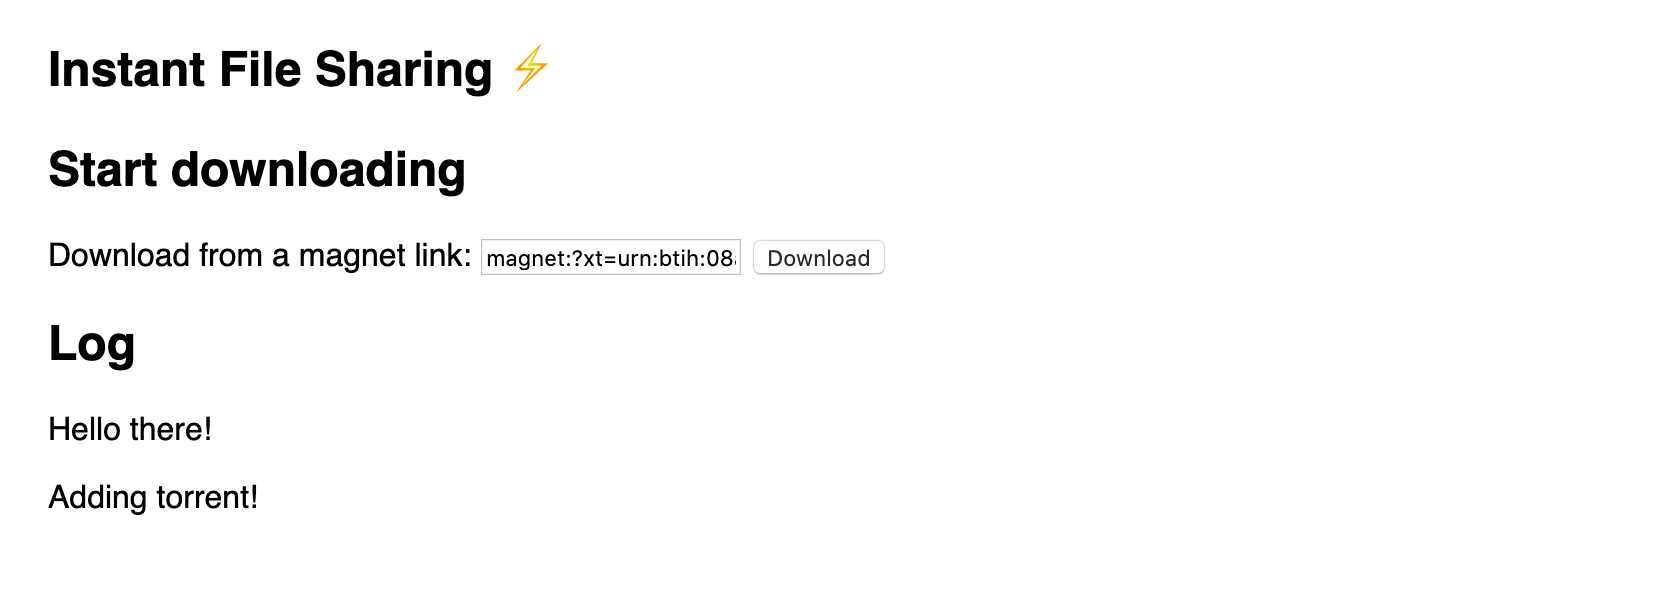 Instant File Sharing ⚡
Start downloading
Download from a magnet link: magnet:?xt=urn:btih:08 Download
Log
Hello there!
Adding torrent!